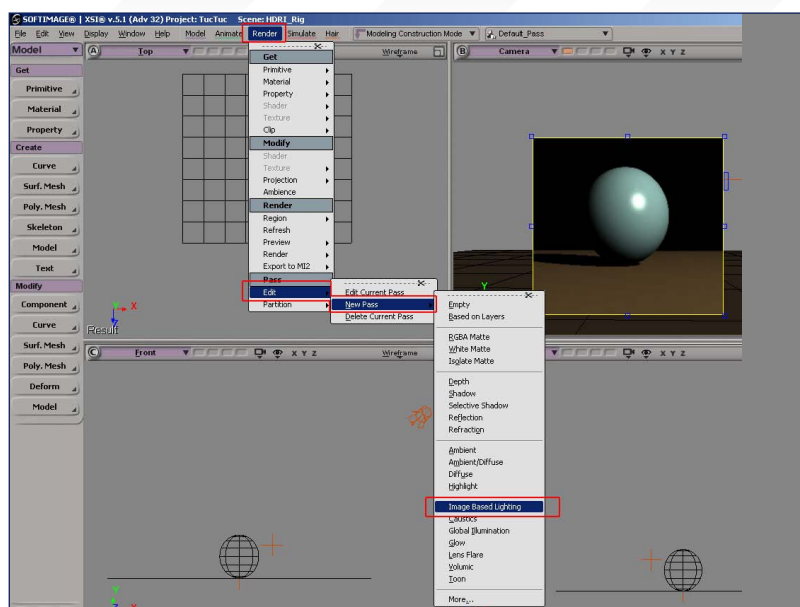 SOFTIMAGE® | XSI® v.5.1 (Adv 32) Project: TucTuc Scene: HDRI_Rig
File Edit View Display Window Help Model Animate Render Simulate Hair Modeling Construction Mode Default_Pass
Model
A Top Wireframe
B Camera X Y Z
Get
Primitive
Material
Property
Create
Curve
Surf. Mesh
Poly. Mesh
Skeleton
Model
Text
Modify
Component
Curve
Surf. Mesh
Poly. Mesh
Deform
Model
Get
Primitive
Material
Property
Shader
Texture
Clip
Modify
Shader
Texture
Projection
Ambience
Render
Region
Refresh
Preview
Render
Export to MI2
Pass
Edit
Partition
Edit Current Pass
New Pass
Delete Current Pass
Empty
Based on Layers
RGBA Matte
White Matte
Isolate Matte
Depth
Shadow
Selective Shadow
Reflection
Refraction
Ambient
Ambient/Diffuse
Diffuse
Highlight
Image Based Lighting
Caustics
Global Illumination
Glow
Lens Flare
Volumic
Toon
More...
X
Result
Y
C Front X Y Z Wireframe
X Y Z
Y
Z X